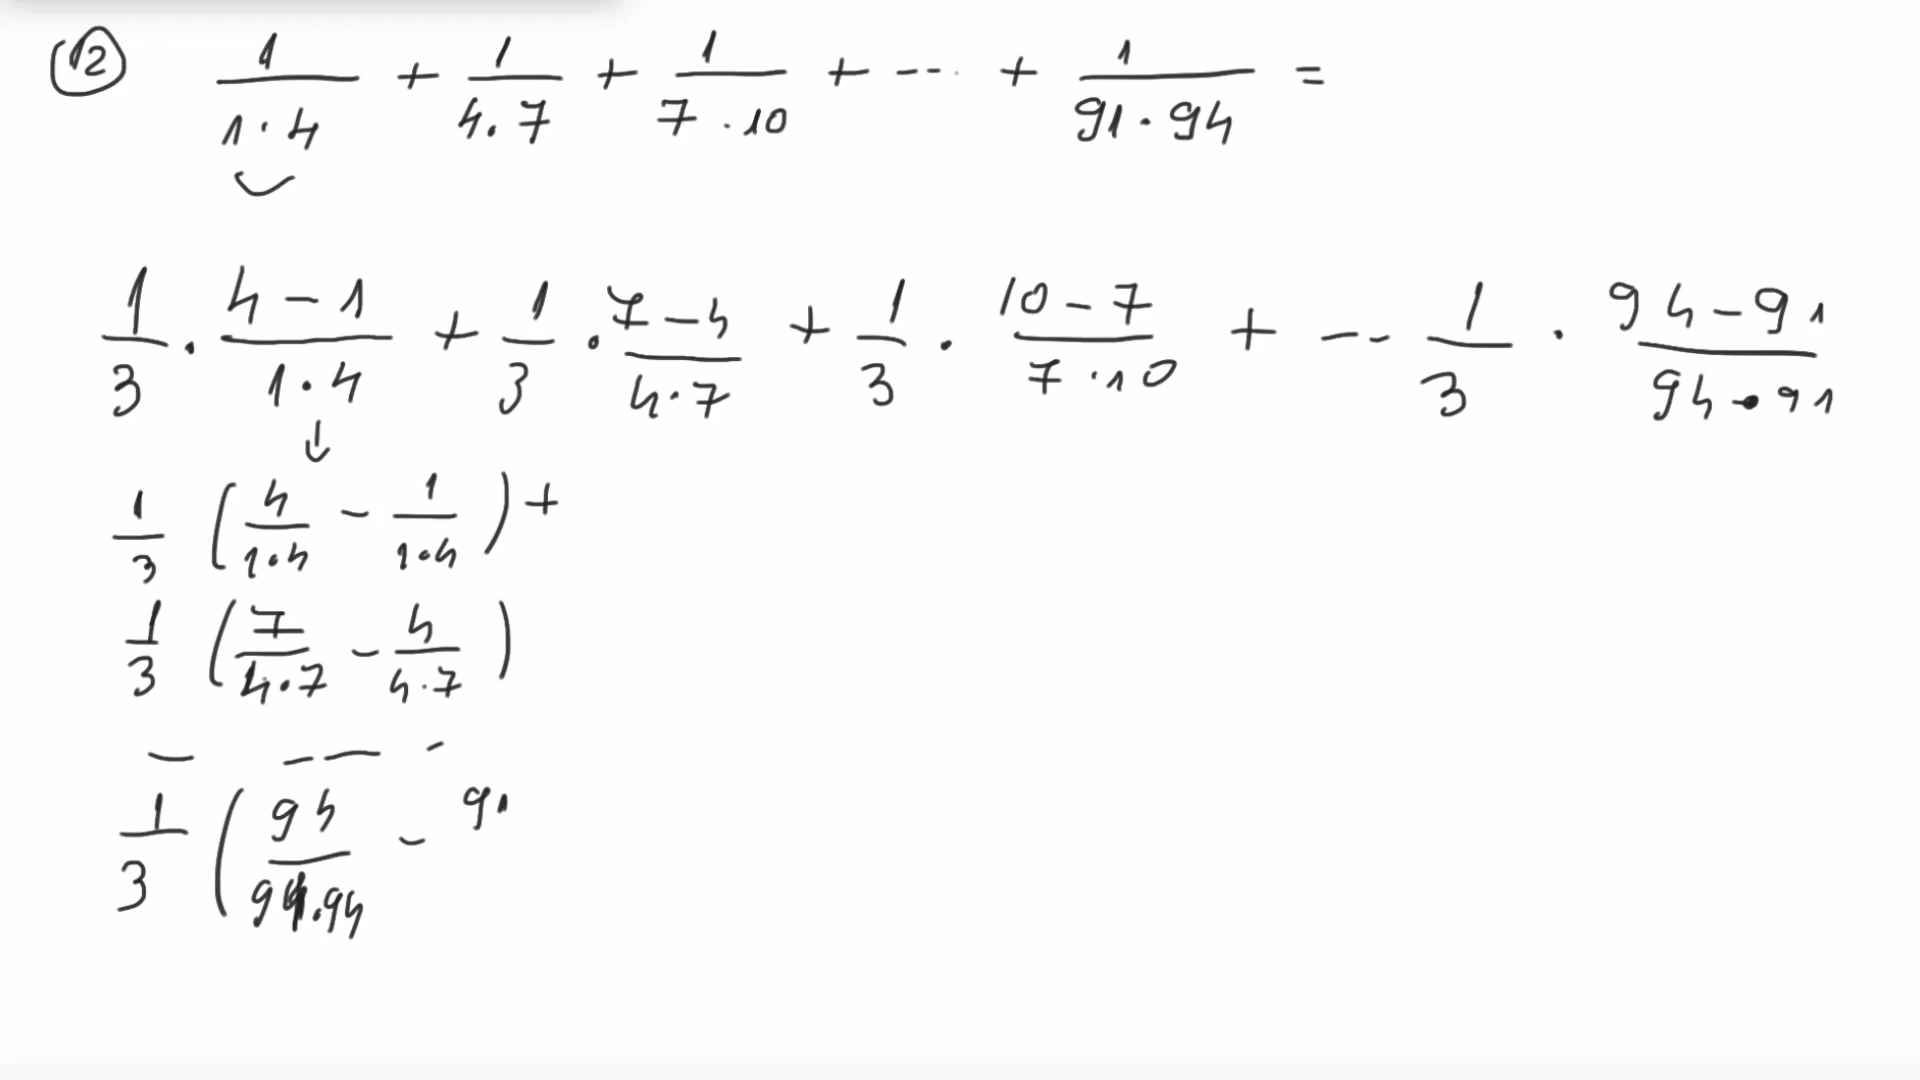 (12) 1/(1·4) + 1/(4·7) + 1/(7·10) + --- + 1/(91·94) =
1/3 · (4-1)/(1·4) + 1/3 · (7-4)/(4·7) + 1/3 · (10-7)/(7·10) + -- 1/3 · (94-91)/(94·91)
↓
1/3 (4/(1·4) - 1/(1·4)) +
1/3 (7/(4·7) - 4/(4·7))
- --- -
1/3 (94/(91·94) - 91